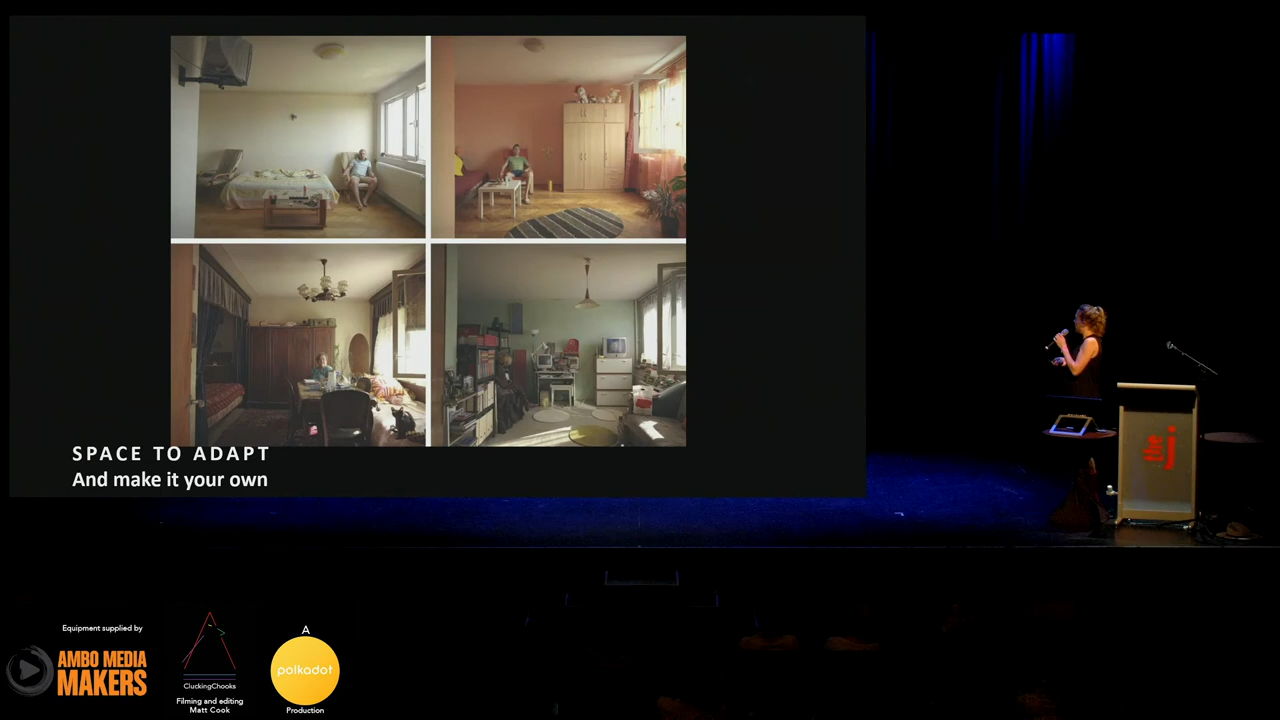 SPACE TO ADAPT
And make it your own
the
Equipment supplied by
AMBO MEDIA
MAKERS
CluckingChooks
Filming and editing
Matt Cook
A
polkadot
Production